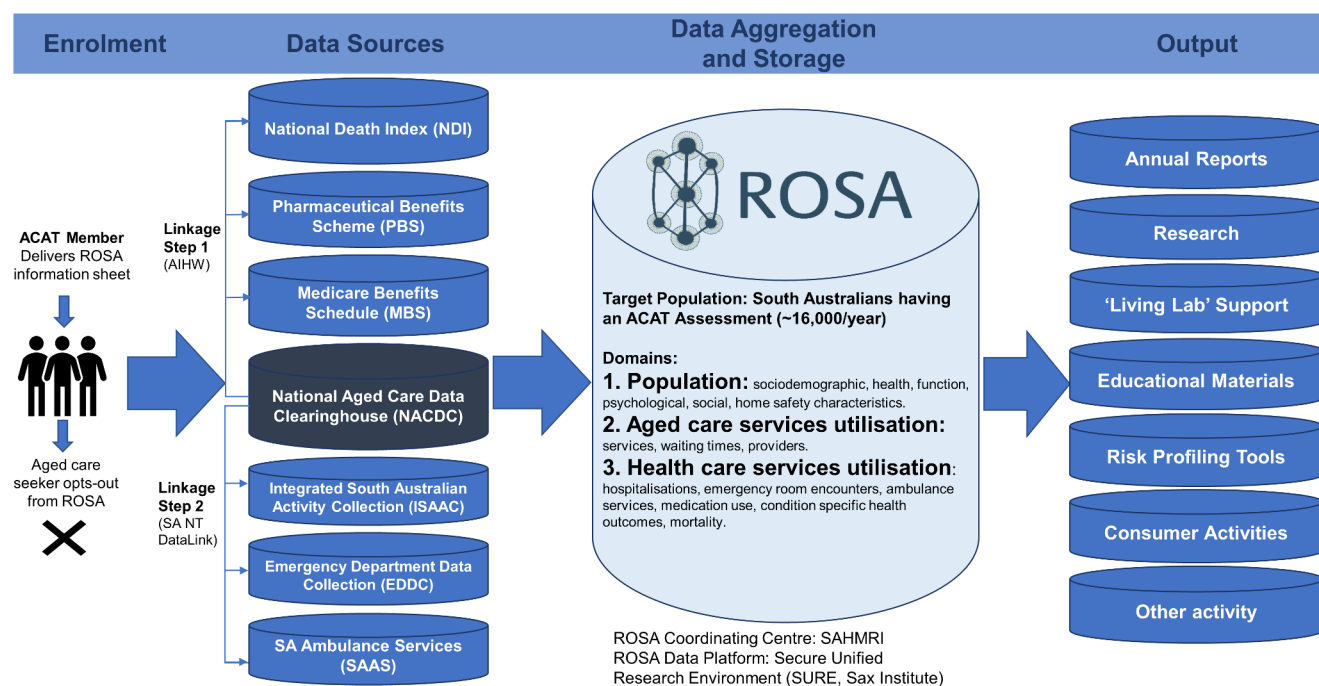 Enrolment
Data Sources
Data Aggregation
and Storage
Output
ACAT Member
Delivers ROSA
information sheet
Aged care
seeker opts-out
from ROSA
Linkage
Step 1
(AIHW)
Linkage
Step 2
(SA NT
DataLink)
National Death Index (NDI)
Pharmaceutical Benefits
Scheme (PBS)
Medicare Benefits
Schedule (MBS)
National Aged Care Data
Clearinghouse (NACDC)
Integrated South Australian
Activity Collection (ISAAC)
Emergency Department Data
Collection (EDDC)
SA Ambulance Services
(SAAS)
ROSA
Target Population: South Australians having
an ACAT Assessment (~16,000/year)
Domains:
1. Population: sociodemographic, health, function,
psychological, social, home safety characteristics.
2. Aged care services utilisation:
services, waiting times, providers.
3. Health care services utilisation:
hospitalisations, emergency room encounters, ambulance
services, medication use, condition specific health
outcomes, mortality.
ROSA Coordinating Centre: SAHMRI
ROSA Data Platform: Secure Unified
Research Environment (SURE, Sax Institute)
Annual Reports
Research
‘Living Lab’ Support
Educational Materials
Risk Profiling Tools
Consumer Activities
Other activity